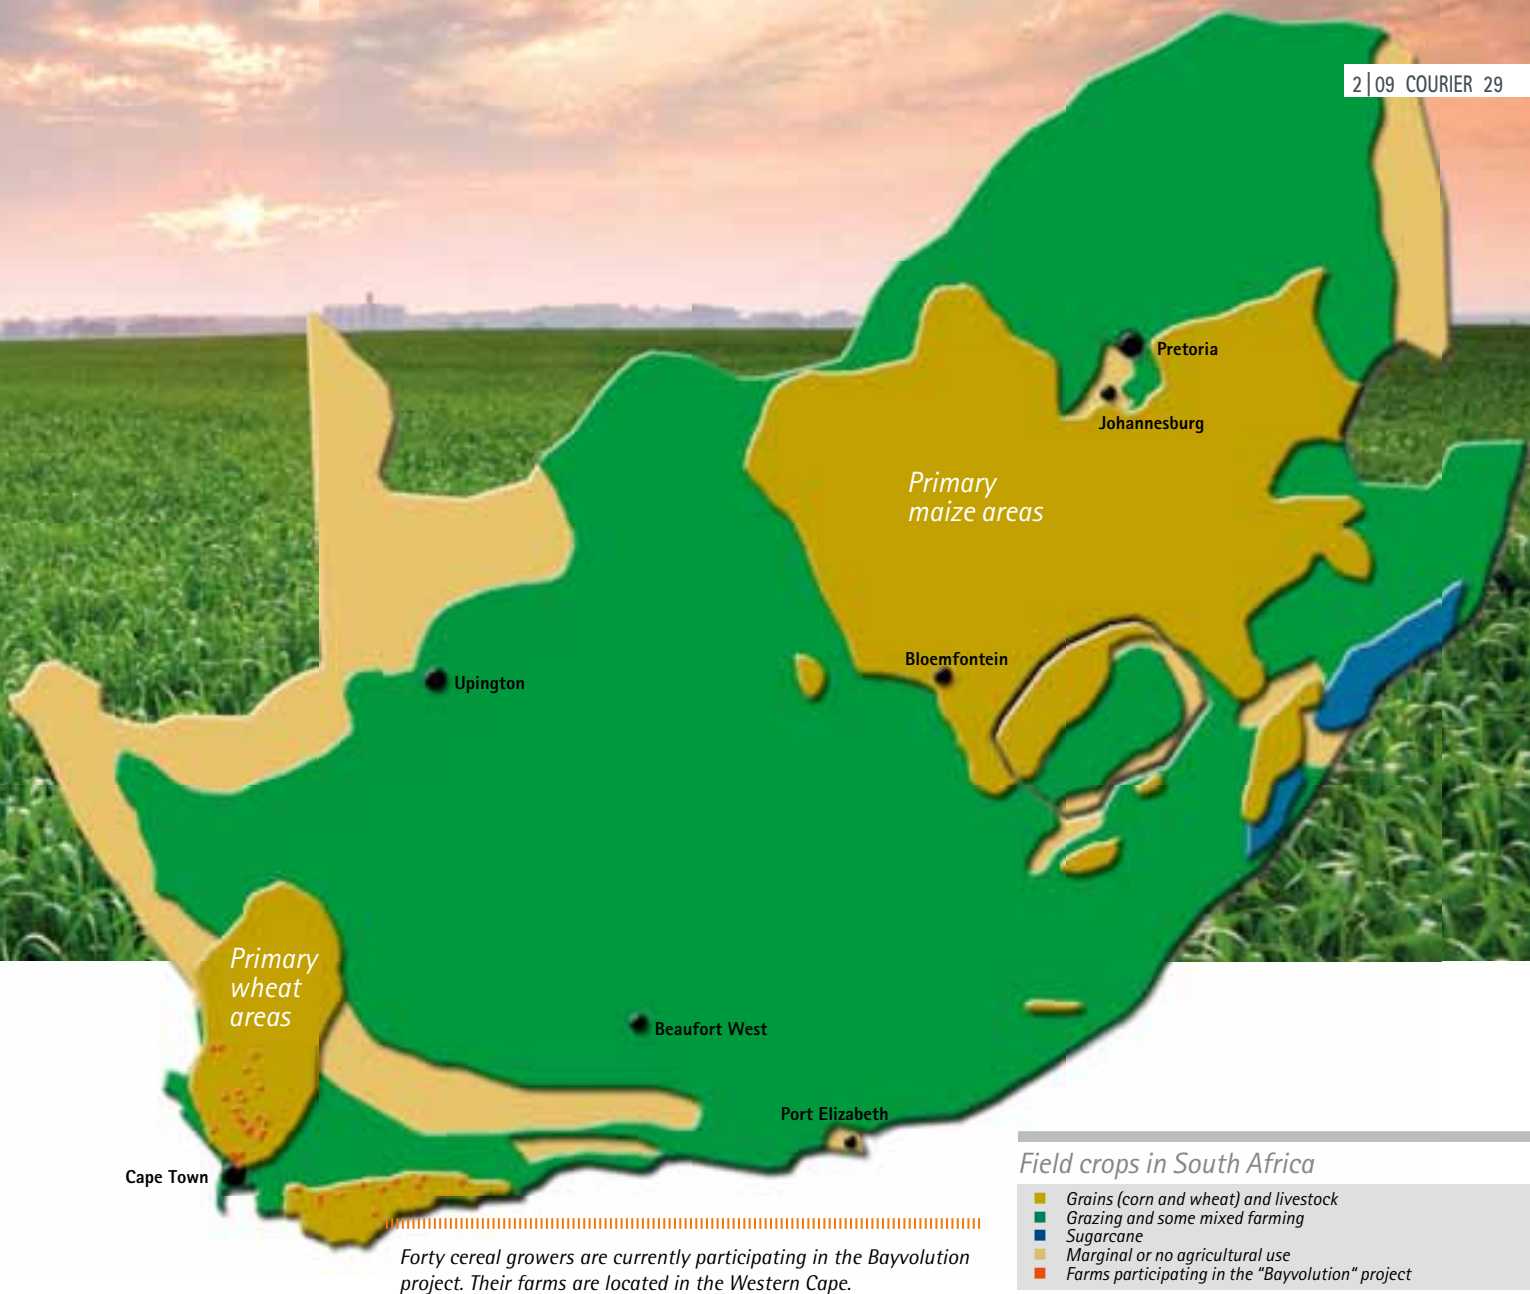 2|09 COURIER 29
Pretoria
Johannesburg
Primary
maize areas
Bloemfontein
Upington
Primary
wheat
areas
Beaufort West
Port Elizabeth
Cape Town
Field crops in South Africa
Grains (corn and wheat) and livestock
Grazing and some mixed farming
Sugarcane
Marginal or no agricultural use
Farms participating in the “Bayvolution“ project
Forty cereal growers are currently participating in the Bayvolution
project. Their farms are located in the Western Cape.